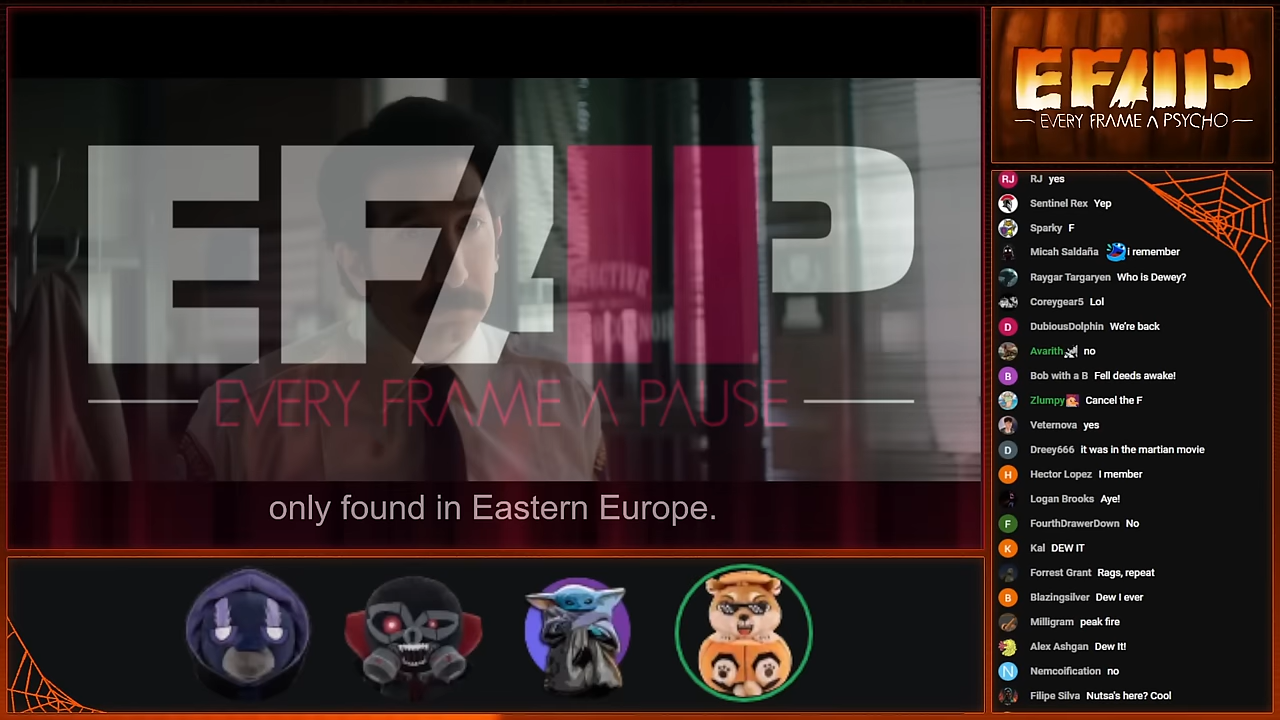 EFAP
EVERY FRAME A PAUSE
only found in Eastern Europe.
EFAP
EVERY FRAME A PSYCHO
RJ yes
Sentinel Rex Yep
Sparky F
Micah Saldaña i remember
Raygar Targaryen Who is Dewey?
Coreygear5 Lol
D DubiousDolphin We're back
Avarith no
B Bob with a B Fell deeds awake!
Zlumpy Cancel the F
Veternova yes
D Dreey666 it was in the martian movie
H Hector Lopez I member
Logan Brooks Aye!
F FourthDrawerDown No
K Kal DEW IT
Forrest Grant Rags, repeat
B Blazingsilver Dew I ever
Milligram peak fire
Alex Ashgan Dew It!
N Nemcoification no
Filipe Silva Nutsa's here? Cool